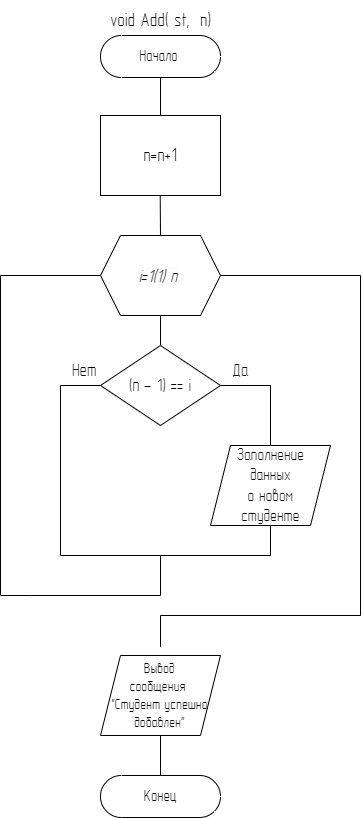 void Add( st, n)
Начало
n=n+1
i=1(1) n
Нет
Да
(n - 1) == i
Заполнение
данных
о новом
студенте
Вывод
сообщения
"Студент успешно
добавлен"
Конец